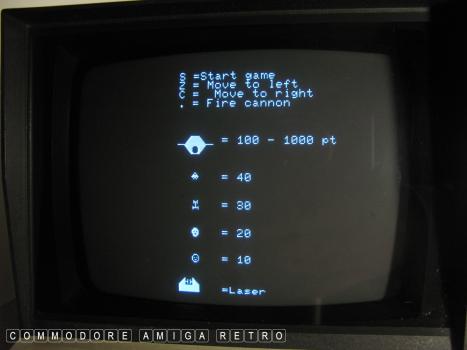 S =Start game
Z = Move to left
C =  Move to right
. = Fire cannon
= 100 - 1000 pt
= 40
= 30
= 20
= 10
=Laser
COMMODORE AMIGA RETRO